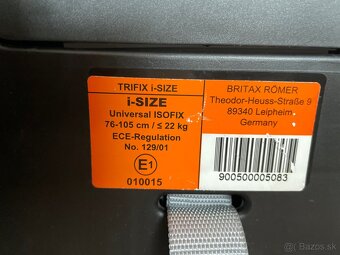 TRIFIX i-SIZE
i-SIZE
Universal ISOFIX
76-105 cm / ≤ 22 kg
ECE-Regulation
No. 129/01
E1
010015
BRITAX RÖMER
Theodor-Heuss-Straße 9
89340 Leipheim
Germany
900500005083
Bazos.sk